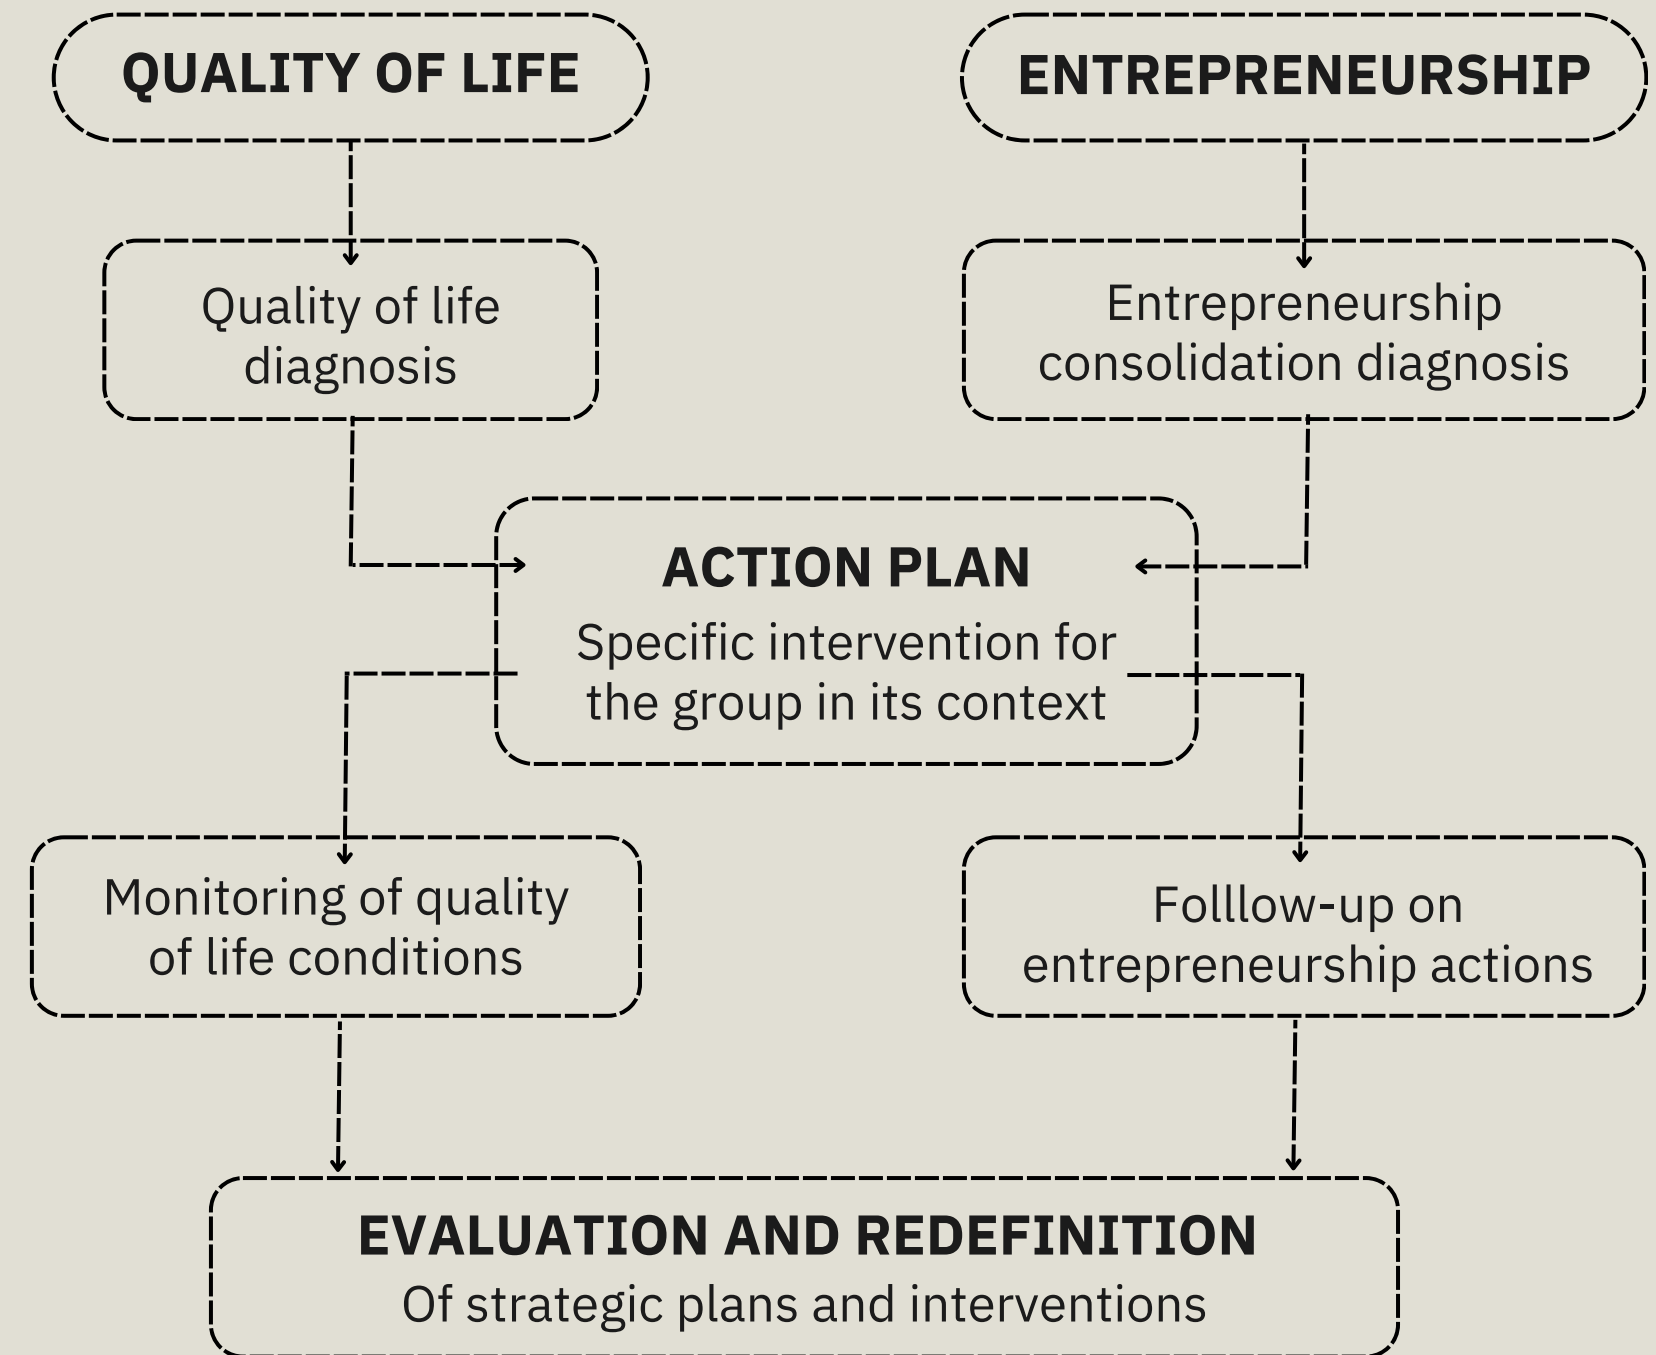 QUALITY OF LIFE
ENTREPRENEURSHIP
Quality of life
diagnosis
Entrepreneurship
consolidation diagnosis
ACTION PLAN
Specific intervention for
the group in its context
Monitoring of quality
of life conditions
Folllow-up on
entrepreneurship actions
EVALUATION AND REDEFINITION
Of strategic plans and interventions